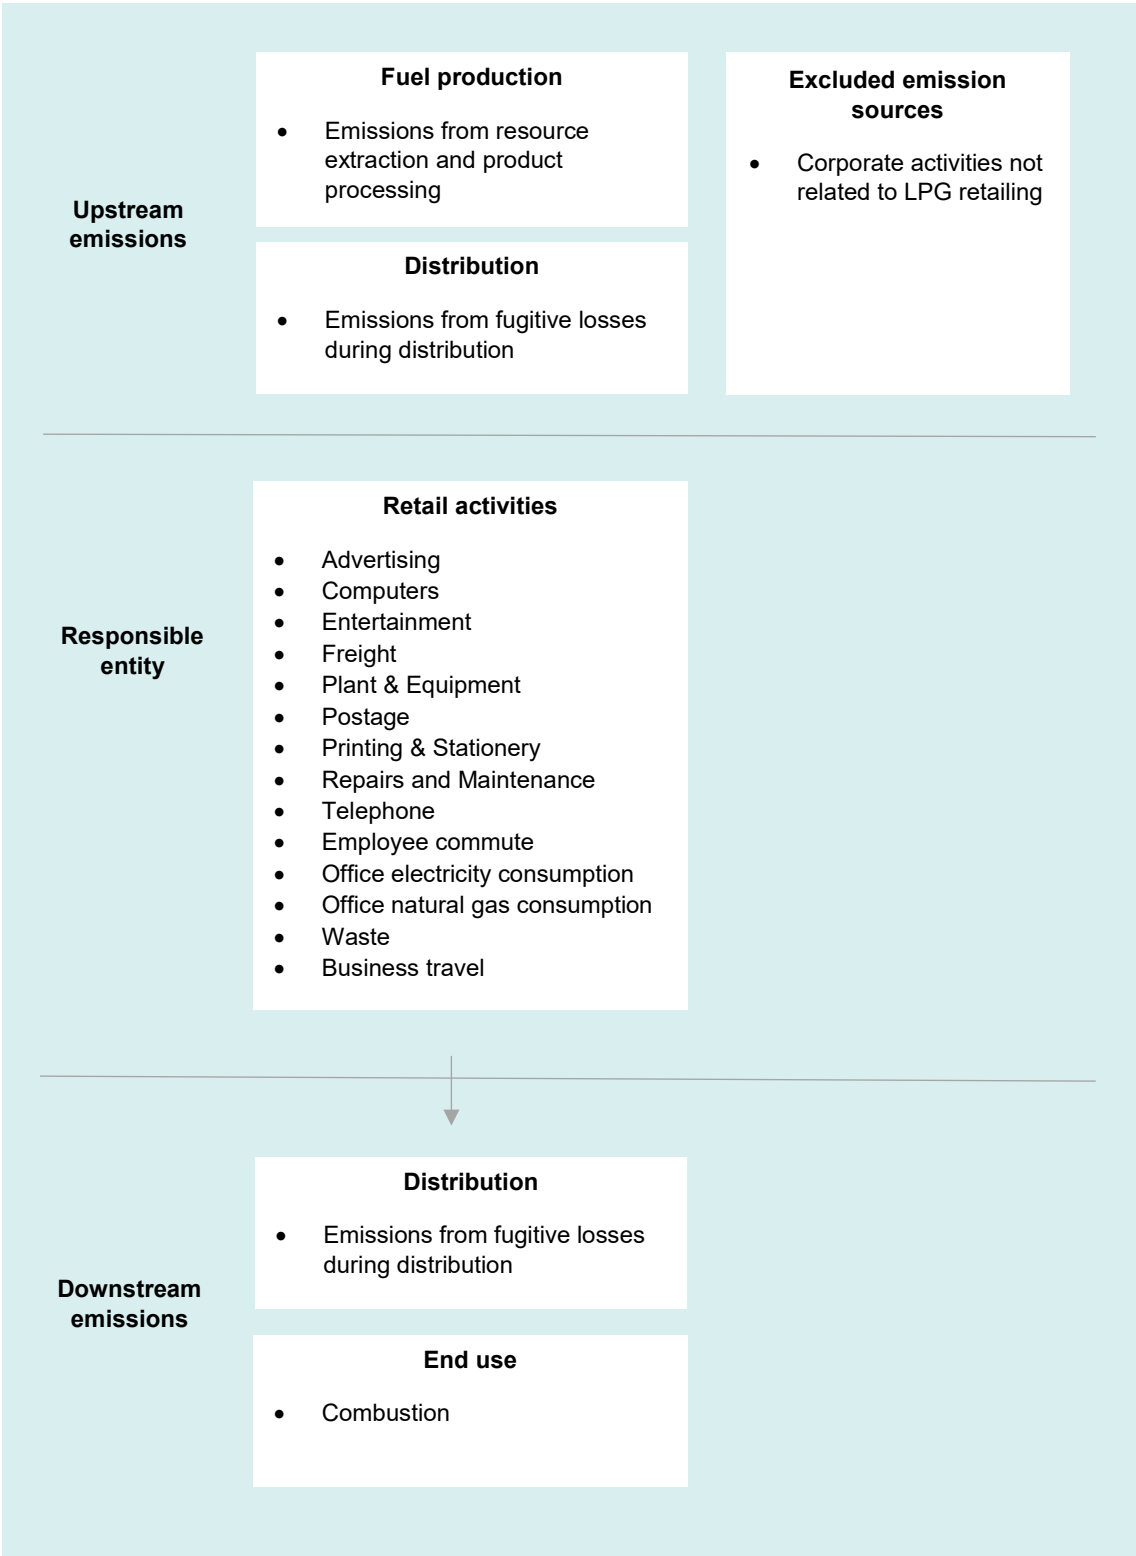 Upstream
emissions
Fuel production
• Emissions from resource
extraction and product
processing
Distribution
• Emissions from fugitive losses
during distribution
Excluded emission
sources
• Corporate activities not
related to LPG retailing
Responsible
entity
Retail activities
• Advertising
• Computers
• Entertainment
• Freight
• Plant & Equipment
• Postage
• Printing & Stationery
• Repairs and Maintenance
• Telephone
• Employee commute
• Office electricity consumption
• Office natural gas consumption
• Waste
• Business travel
Downstream
emissions
Distribution
• Emissions from fugitive losses
during distribution
End use
• Combustion